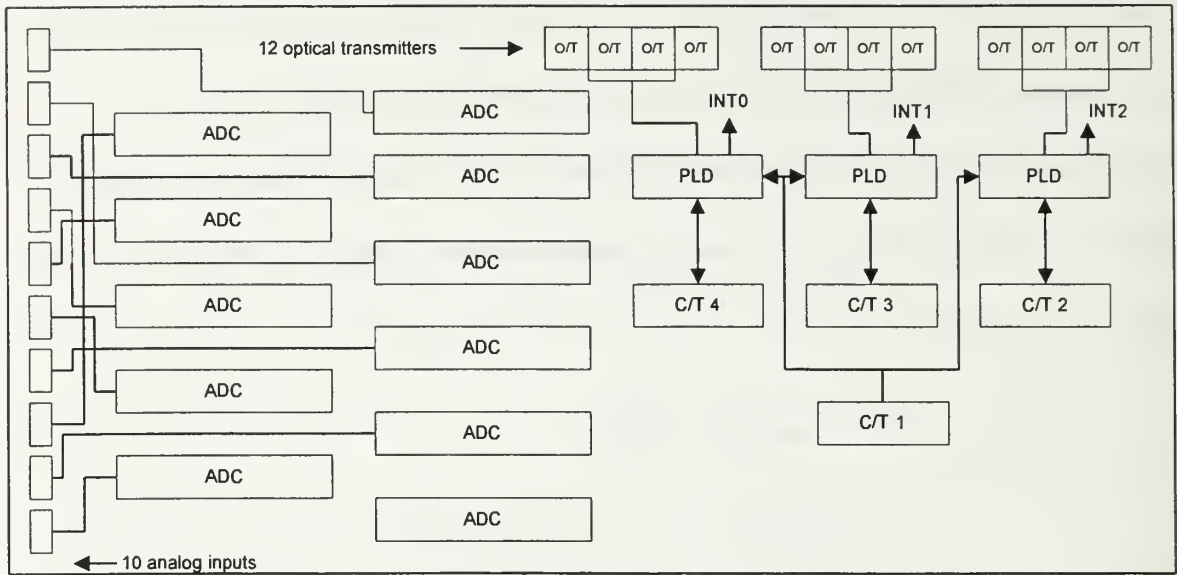 12 optical transmitters
O/T O/T O/T O/T
O/T O/T O/T O/T
O/T O/T O/T O/T
ADC
ADC
INT0
INT1
INT2
ADC
PLD
PLD
PLD
ADC
ADC
ADC
C/T 4
C/T 3
C/T 2
ADC
ADC
C/T 1
ADC
ADC
ADC
10 analog inputs